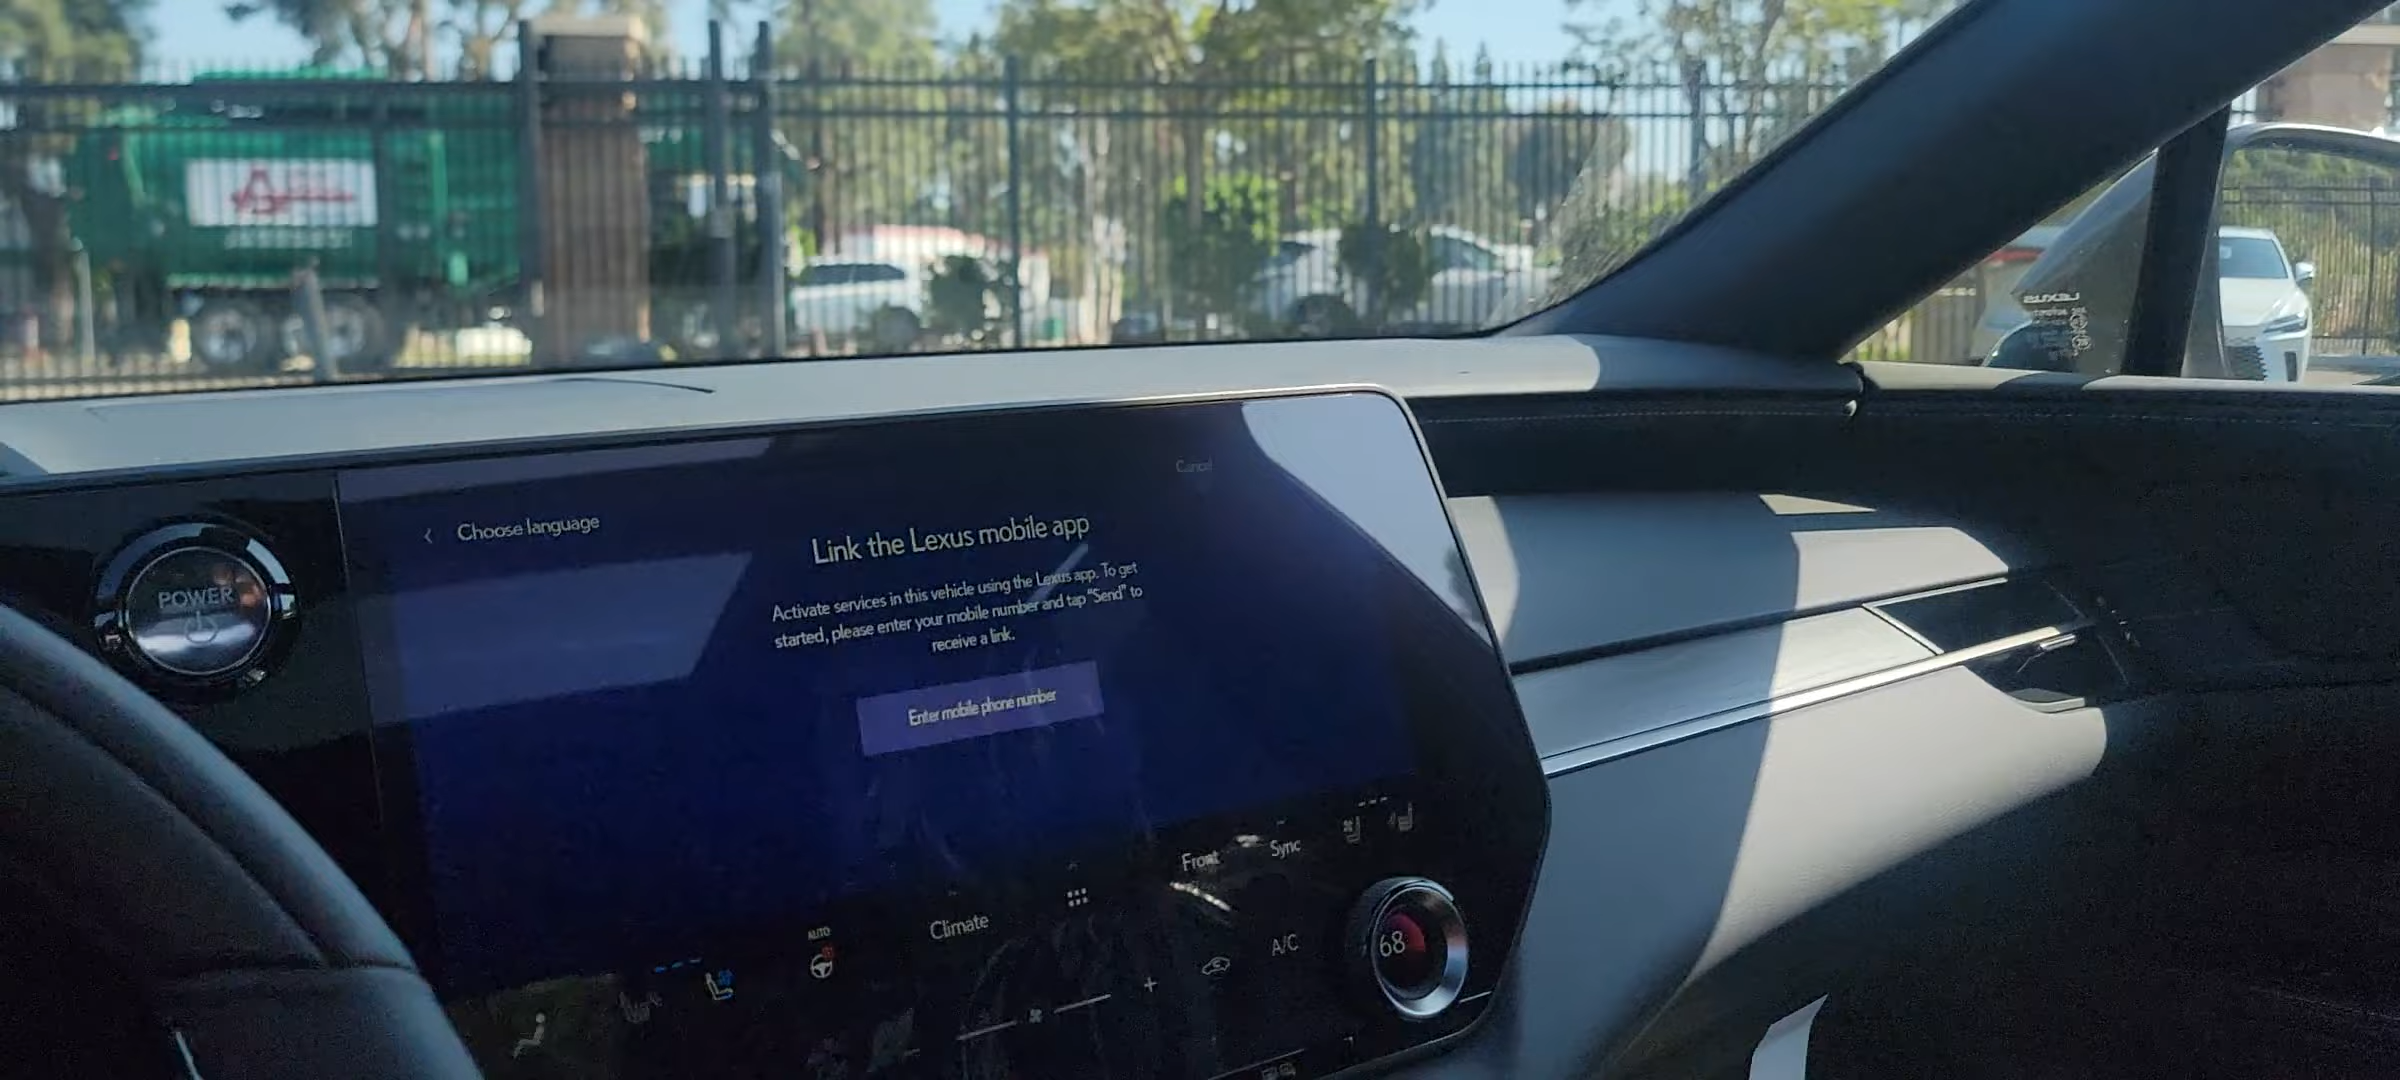 Cancel
Choose language
Link the Lexus mobile app
Activate services in this vehicle using the Lexus app. To get
started, please enter your mobile number and tap "Send" to
receive a link.
Enter mobile phone number
POWER
Front
Sync
AUTO
Climate
A/C
68
LEXUS